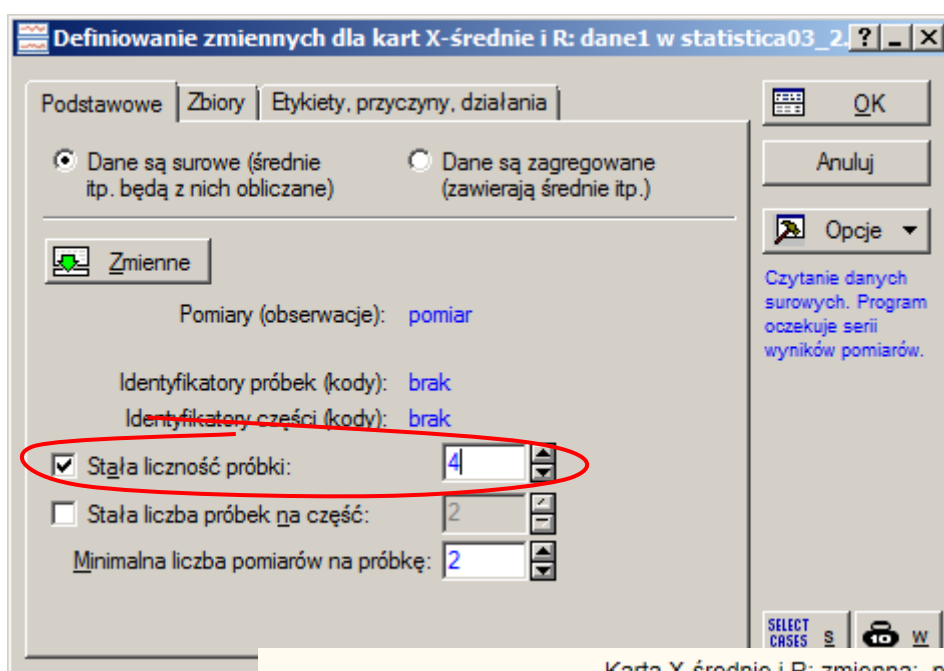 Definiowanie zmiennych dla kart X-średnie i R: dane1 w statistica03_2.
Podstawowe Zbiory Etykiety, przyczyny, działania
OK
Anuluj
Opcje
Dane są surowe (średnie
itp. będą z nich obliczane)
Dane są zagregowane
(zawierają średnie itp.)
Zmienne
Czytanie danych
surowych. Program
oczekuje serii
wyników pomiarów.
Pomiary (obserwacje): pomiar
Identyfikatory próbek (kody): brak
Identyfikatory części (kody): brak
Stała liczność próbki: 4
Stała liczba próbek na część: 2
Minimalna liczba pomiarów na próbkę: 2
SELECT
CASES S W
Karta X-średnie i R; zmienna: